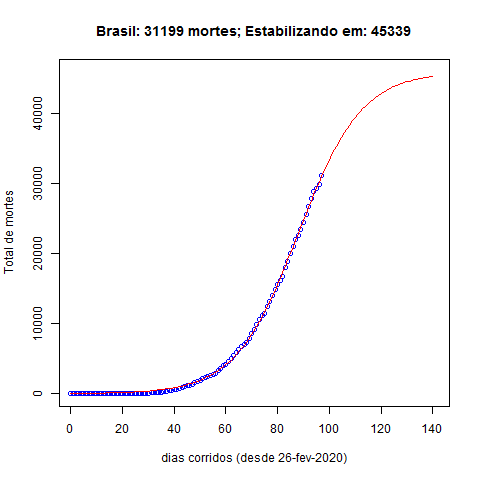 Brasil: 31199 mortes; Estabilizando em: 45339
Total de mortes
40000
30000
20000
10000
0
0 20 40 60 80 100 120 140
dias corridos (desde 26-fev-2020)